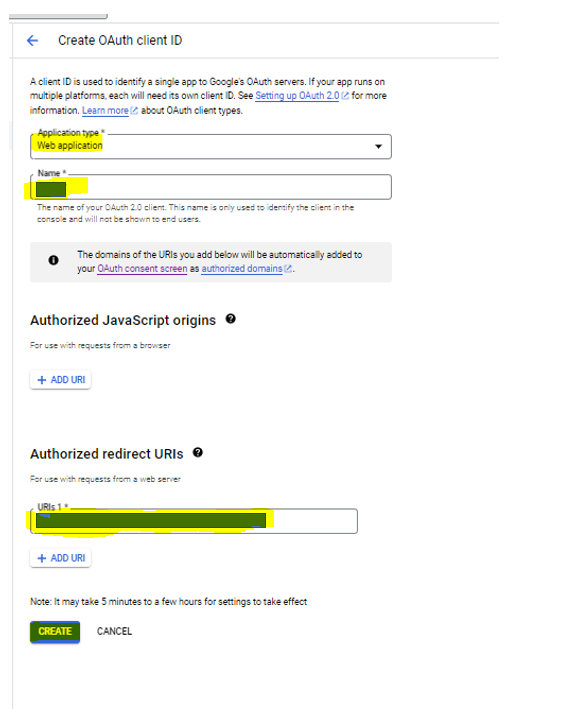 Create OAuth client ID
A client ID is used to identify a single app to Google's OAuth servers. If your app runs on
multiple platforms, each will need its own client ID. See Setting up OAuth 2.0 for more
information. Learn more about OAuth client types.
Application type *
Web application
Name *
The name of your OAuth 2.0 client. This name is only used to identify the client in the
console and will not be shown to end users.
The domains of the URIs you add below will be automatically added to
your OAuth consent screen as authorized domains.
Authorized JavaScript origins
For use with requests from a browser
+ ADD URI
Authorized redirect URIs
For use with requests from a web server
URIs 1 *
+ ADD URI
Note: It may take 5 minutes to a few hours for settings to take effect
CREATE CANCEL